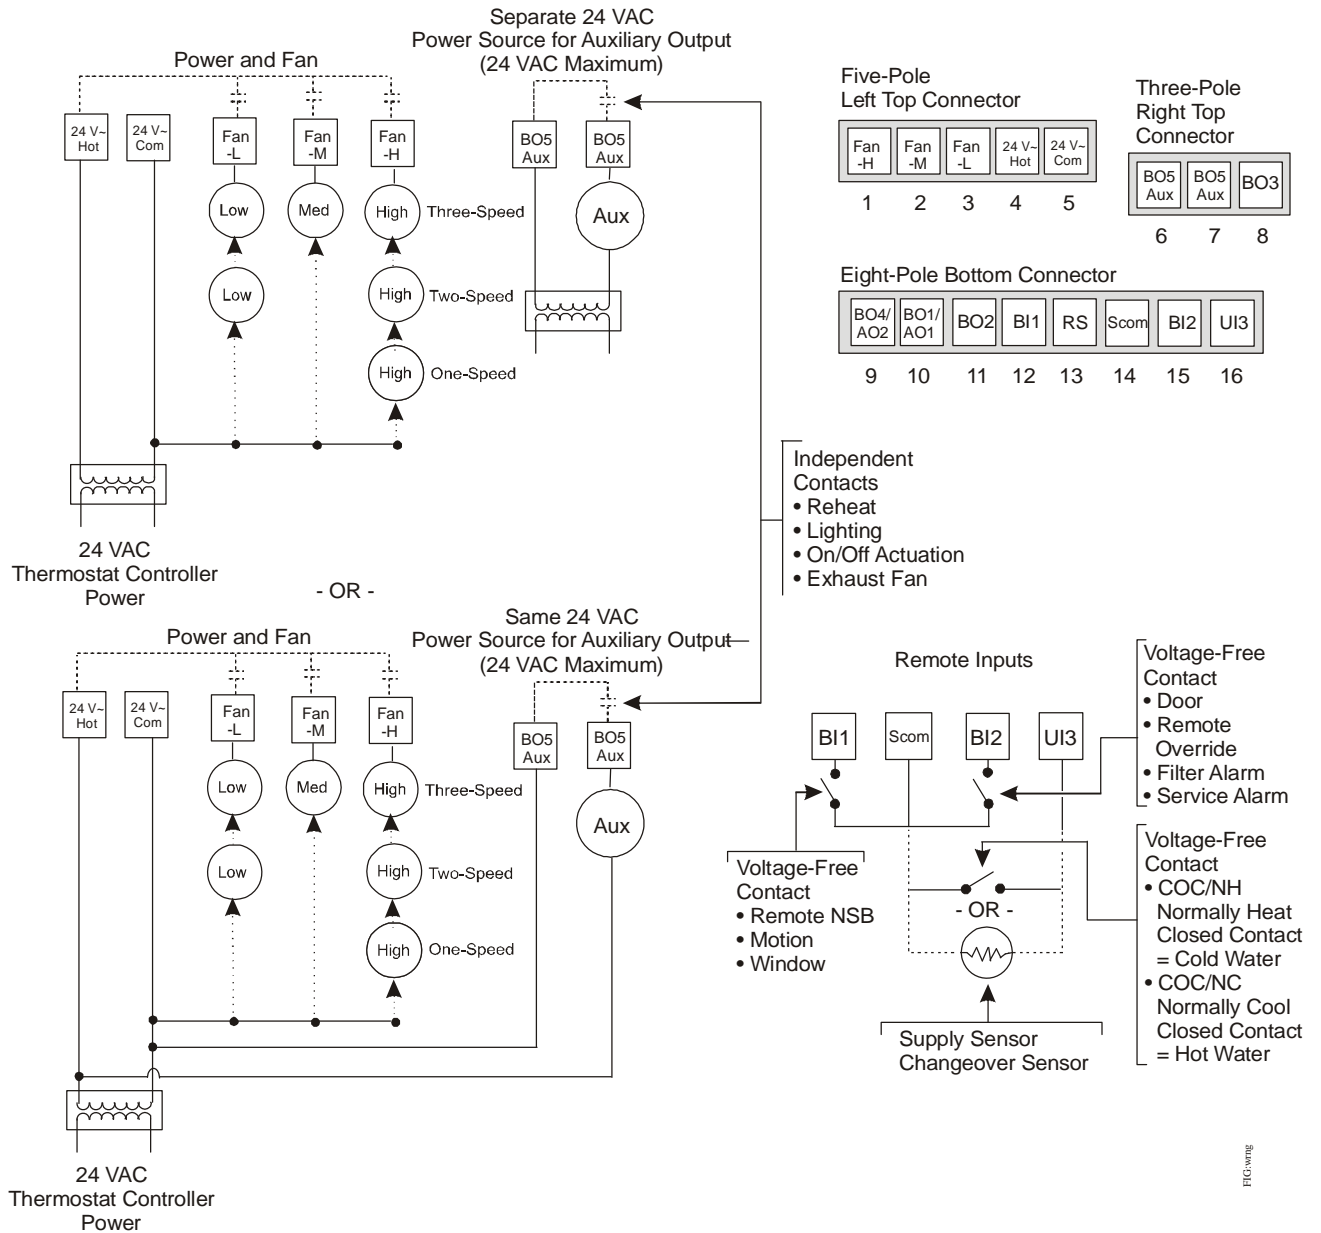 Separate 24 VAC
Power Source for Auxiliary Output
(24 VAC Maximum)
Power and Fan
24 V~
Hot
24 V~
Com
Fan
-L
Fan
-M
Fan
-H
BO5
Aux
BO5
Aux
Low
Med
High
Three-Speed
Aux
Low
High
Two-Speed
High
One-Speed
24 VAC
Thermostat Controller
Power
- OR -
Five-Pole
Left Top Connector
Fan
-H
Fan
-M
Fan
-L
24 V~
Hot
24 V~
Com
1 2 3 4 5
Three-Pole
Right Top
Connector
BO5
Aux
BO5
Aux
BO3
6 7 8
Eight-Pole Bottom Connector
BO4/
AO2
BO1/
AO1
BO2
BI1
RS
Scom
BI2
UI3
9 10 11 12 13 14 15 16
Independent
Contacts
• Reheat
• Lighting
• On/Off Actuation
• Exhaust Fan
Same 24 VAC
Power Source for Auxiliary Output
(24 VAC Maximum)
Power and Fan
24 V~
Hot
24 V~
Com
Fan
-L
Fan
-M
Fan
-H
BO5
Aux
BO5
Aux
Low
Med
High
Three-Speed
Aux
Low
High
Two-Speed
High
One-Speed
24 VAC
Thermostat Controller
Power
Remote Inputs
BI1
Scom
BI2
UI3
Voltage-Free
Contact
• Door
• Remote
Override
• Filter Alarm
• Service Alarm
Voltage-Free
Contact
• Remote NSB
• Motion
• Window
- OR -
Voltage-Free
Contact
• COC/NH
Normally Heat
Closed Contact
= Cold Water
• COC/NC
Normally Cool
Closed Contact
= Hot Water
Supply Sensor
Changeover Sensor
FIG:wrng